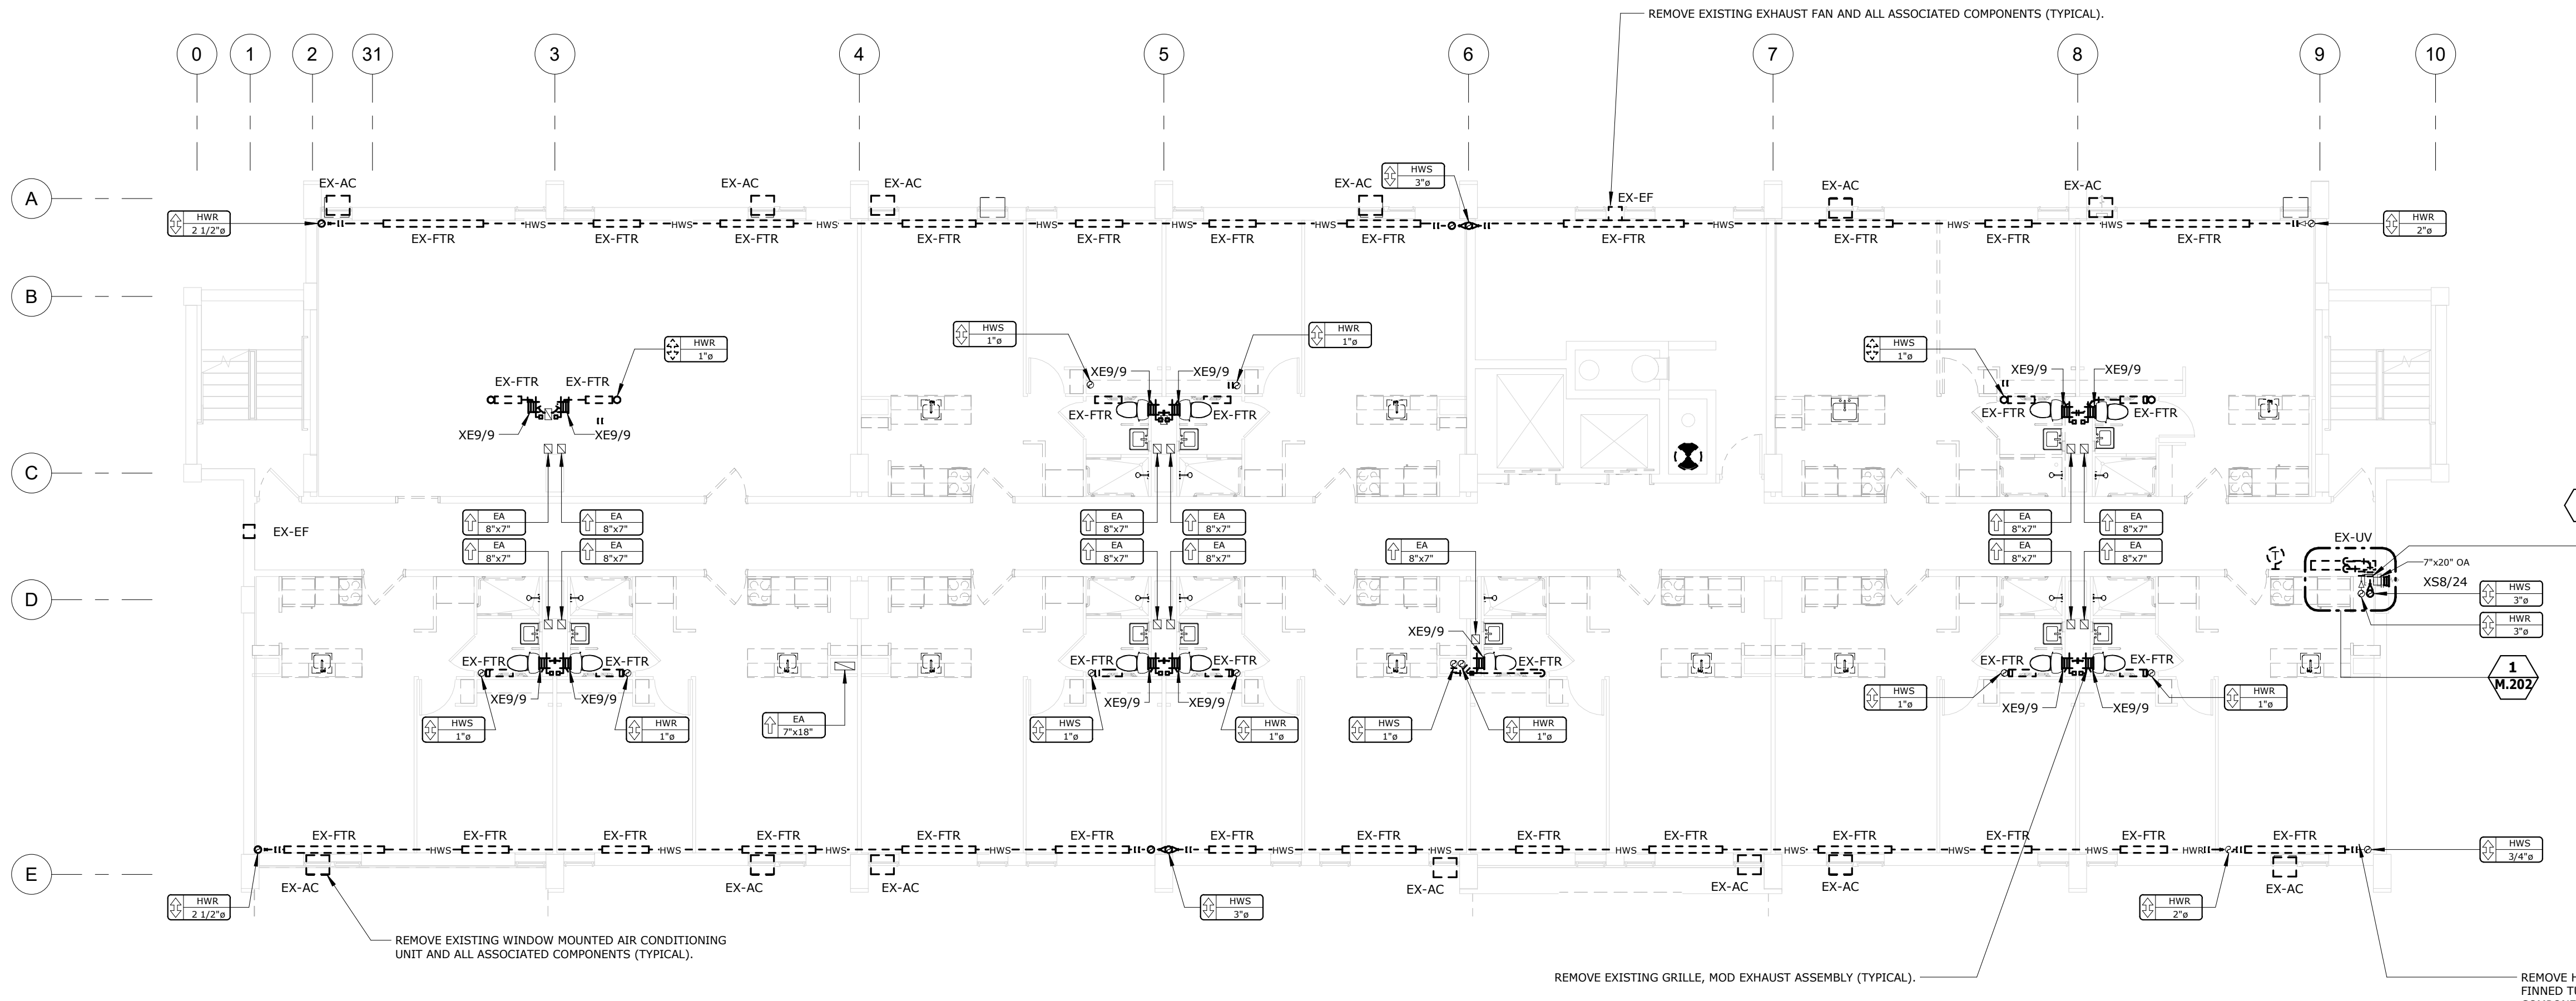 REMOVE EXISTING EXHAUST FAN AND ALL ASSOCIATED COMPONENTS (TYPICAL).
0 1 2 31 3 4 5 6 7 8 9 10
A
EX-AC EX-AC EX-AC EX-AC EX-EF EX-AC EX-AC
HWS
3"ø
HWR
2 1/2"ø
HWS HWS HWS HWS HWS HWS HWS HWS
HWR
2"ø
EX-FTR EX-FTR EX-FTR EX-FTR EX-FTR EX-FTR EX-FTR EX-FTR EX-FTR EX-FTR EX-FTR
B
HWR
1"ø
HWS
1"ø
HWR
1"ø
HWS
1"ø
XE9/9 XE9/9 XE9/9 XE9/9
EX-FTR EX-FTR
EX-FTR EX-FTR EX-FTR EX-FTR
XE9/9 XE9/9
C
EA
8"x7"
EA
8"x7"
EA
8"x7"
EA
8"x7"
EA
8"x7"
EA
8"x7"
EA
8"x7"
EA
8"x7"
EA
8"x7"
EA
8"x7"
EA
8"x7"
EA
8"x7"
EA
8"x7"
EX-EF
EX-UV
T
7"x20" OA
XS8/24
D
HWS
3"ø
HWR
3"ø
XE9/9
EX-FTR EX-FTR EX-FTR EX-FTR EX-FTR EX-FTR EX-FTR
1
M.202
XE9/9 XE9/9 XE9/9 XE9/9 XE9/9 XE9/9
HWS
1"ø
HWR
1"ø
EA
7"x18"
HWS
1"ø
HWR
1"ø
HWS
1"ø
HWR
1"ø
HWS
1"ø
HWR
1"ø
EX-FTR EX-FTR EX-FTR EX-FTR EX-FTR EX-FTR EX-FTR EX-FTR EX-FTR EX-FTR EX-FTR EX-FTR EX-FTR EX-FTR
HWS HWS HWS HWS HWS HWS HWS HWS HWS HWS HWR
HWS
3/4"ø
E
EX-AC EX-AC EX-AC EX-AC EX-AC EX-AC EX-AC
HWR
2 1/2"ø
HWS
3"ø
HWR
2"ø
REMOVE EXISTING WINDOW MOUNTED AIR CONDITIONING
UNIT AND ALL ASSOCIATED COMPONENTS (TYPICAL).
REMOVE EXISTING GRILLE, MOD EXHAUST ASSEMBLY (TYPICAL).
REMOVE
FINNED